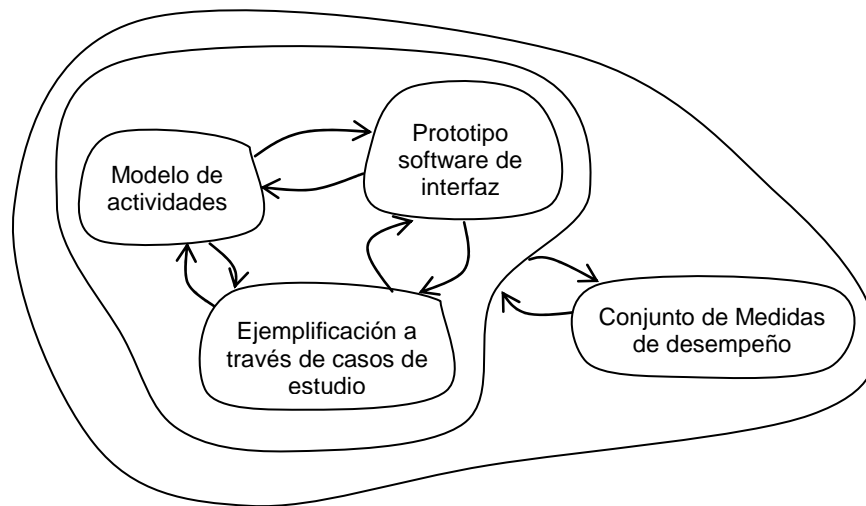 Prototipo
software de
interfaz
Modelo de
actividades
Ejemplificación a
través de casos de
estudio
Conjunto de Medidas
de desempeño